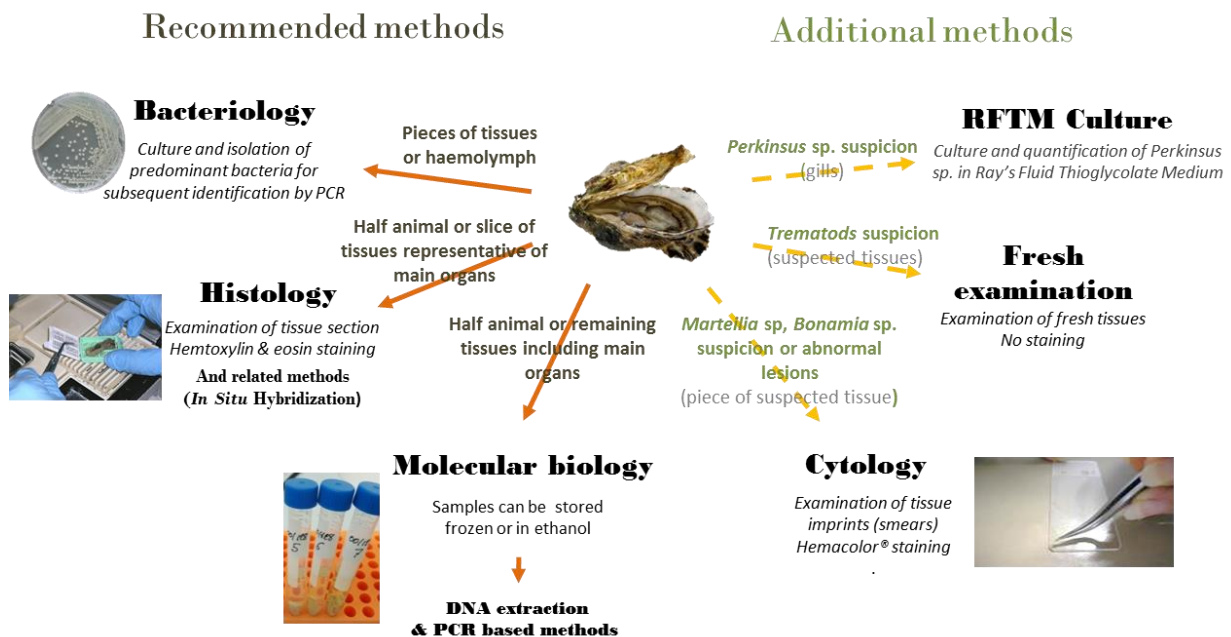 Recommended methods
Additional methods
Bacteriology
Culture and isolation of
predominant bacteria for
subsequent identification by PCR
Pieces of tissues
or haemolymph
Half animal or slice of
tissues representative of
main organs
Histology
Examination of tissue section
Hemtoxylin & eosin staining
And related methods
(In Situ Hybridization)
Half animal or remaining
tissues including main
organs
Molecular biology
Samples can be stored
frozen or in ethanol
DNA extraction
& PCR based methods
Perkinsus sp. suspicion
(gills)
RFTM Culture
Culture and quantification of Perkinsus
sp. in Ray's Fluid Thioglycolate Medium
Trematods suspicion
(suspected tissues)
Fresh
examination
Examination of fresh tissues
No staining
Martellia sp, Bonamia sp.
suspicion or abnormal
lesions
(piece of suspected tissue)
Cytology
Examination of tissue
imprints (smears)
Hemacolor® staining
.
5
6
7